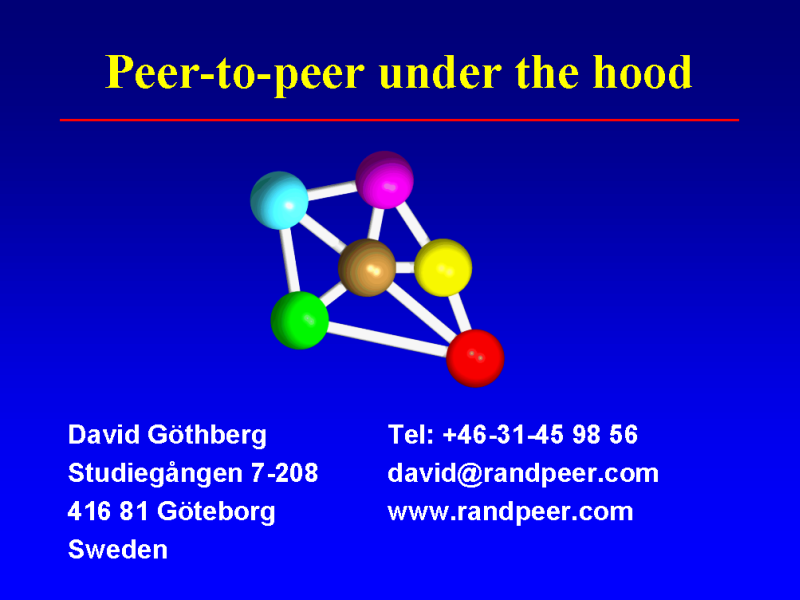 Peer-to-peer under the hood
David Göthberg
Studiegången 7-208
416 81 Göteborg
Sweden
Tel: +46-31-45 98 56
david@randpeer.com
www.randpeer.com